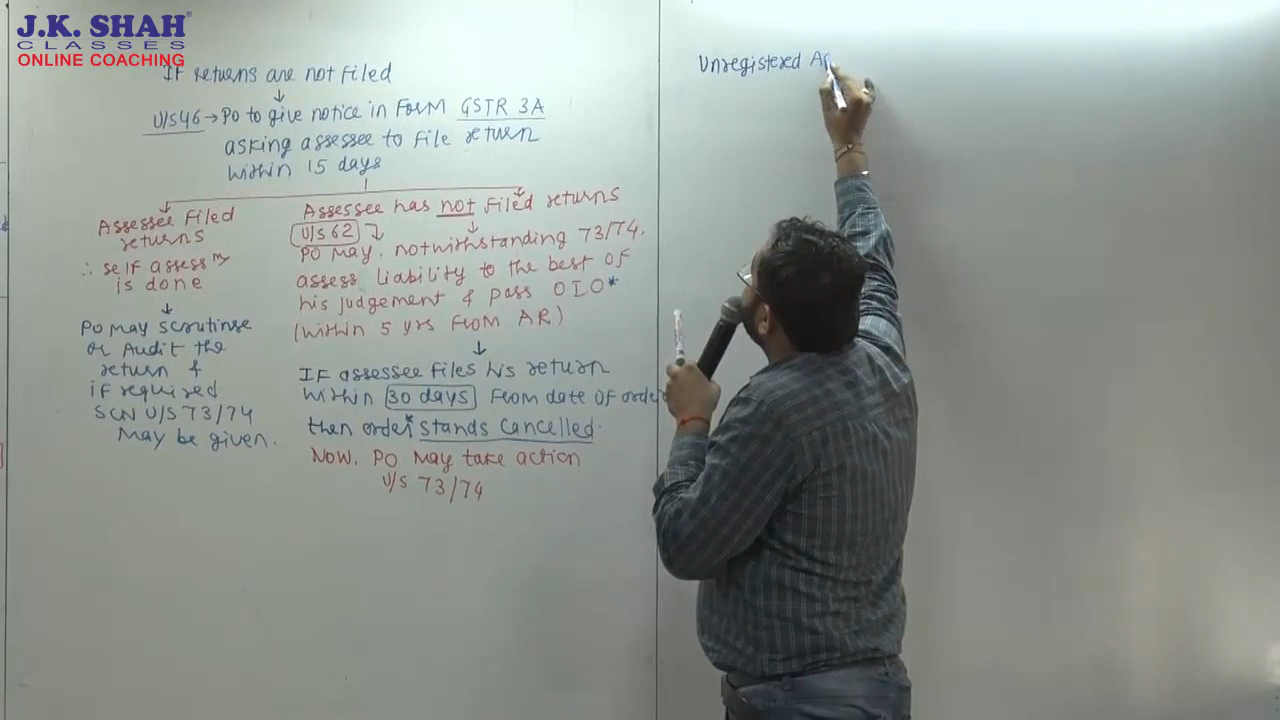 J.K. SHAH®
CLASSES
ONLINE COACHING
If returns are not filed
U/S 46 → PO to give notice in Form GSTR 3A
asking assessee to file return
within 15 days
Assessee filed
returns
∴ self assessmy
is done
PO may scrutinse
or Audit the
return &
if required
SCN U/S 73/74
may be given.
Assessee has not filed returns
U/S 62
PO may, notwithstanding 73/74,
assess liability to the best of
his judgement & pass OIO*
(within 5 yrs from AR)
If assessee files his return
within 30 days from date of order
then order* stands cancelled.
Now, PO may take action
U/S 73/74
Unregistered